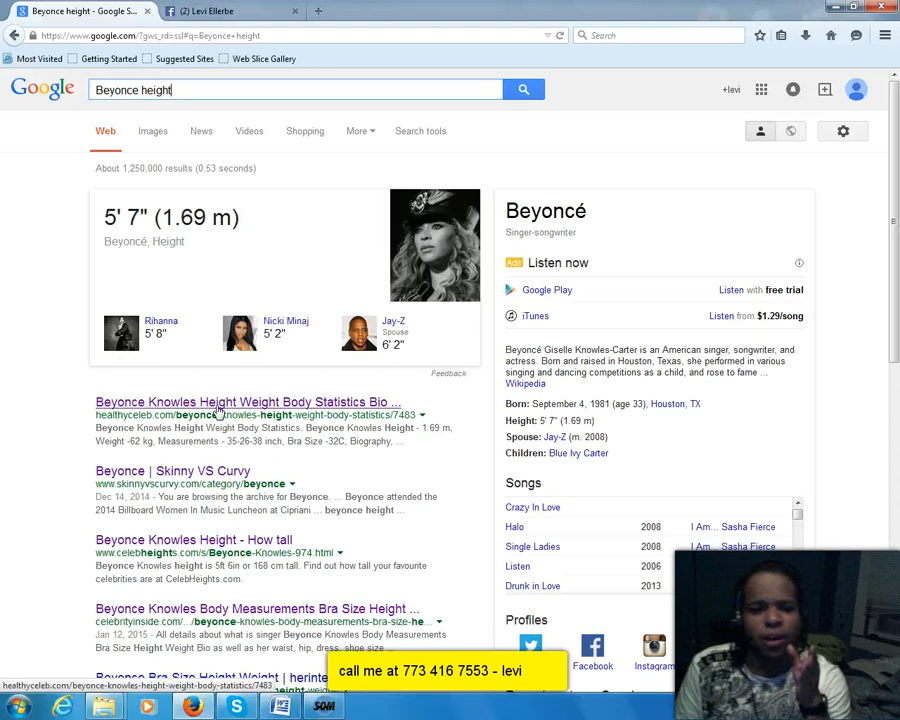 Beyonce height - Google S...
(2) Levi Ellerbe
https://www.google.com/?gws_rd=ssl#q=Beyonce+height
Search
Most Visited
Getting Started
Suggested Sites
Web Slice Gallery
Google
Beyonce height
+levi
Web Images News Videos Shopping More Search tools
About 1,250,000 results (0.53 seconds)
5' 7" (1.69 m)
Beyoncé, Height
Rihanna
5' 8"
Nicki Minaj
5' 2"
Jay-Z
Spouse
6' 2"
Feedback
Beyonce Knowles Height Weight Body Statistics Bio ...
healthyceleb.com/beyonce-knowles-height-weight-body-statistics/7483
Beyonce Knowles Height Weight Body Statistics. Beyonce Knowles Height - 1.69 m,
Weight -62 kg, Measurements - 35-26-38 inch, Bra Size -32C, Biography, ...
Beyonce | Skinny VS Curvy
www.skinnyvscurvy.com/category/beyonce
Dec 14, 2014 - You are browsing the archive for Beyonce. ... Beyonce attended the
2014 Billboard Women In Music Luncheon at Cipriani ... beyonce height ...
Beyonce Knowles Height - How tall
www.celebheights.com/s/Beyonce-Knowles-974.html
Beyonce Knowles height is 5ft 6in or 168 cm tall. Find out how tall your favourite
celebrities are at CelebHeights.com.
Beyonce Knowles Body Measurements Bra Size Height ...
celebrityinside.com/.../beyonce-knowles-body-measurements-bra-size-he...
Jan 12, 2015 - All details about what is singer Beyonce Knowles Measurements
Weight Height Bio as well as her waist, hip, dress, shoe size ...
Beyonce Bra Size Height Weight | herinte
Beyoncé
Singer-songwriter
Ads Listen now
Google Play
Listen with free trial
iTunes
Listen from $1.29/song
Beyoncé Giselle Knowles-Carter is an American singer, songwriter, and
actress. Born and raised in Houston, Texas, she performed in various
singing and dancing competitions as a child, and rose to fame ...
Wikipedia
Born: September 4, 1981 (age 33), Houston, TX
Height: 5' 7" (1.69 m)
Spouse: Jay-Z (m. 2008)
Children: Blue Ivy Carter
Songs
Crazy In Love
Halo 2008 I Am... Sasha Fierce
Single Ladies 2008 I Am... Sasha Fierce
Listen 2006
Drunk in Love 2013
Profiles
Facebook
Instagram
call me at 773 416 7553 - levi
healthyceleb.com/beyonce-knowles-height-weight-body-statistics/7483
SOM